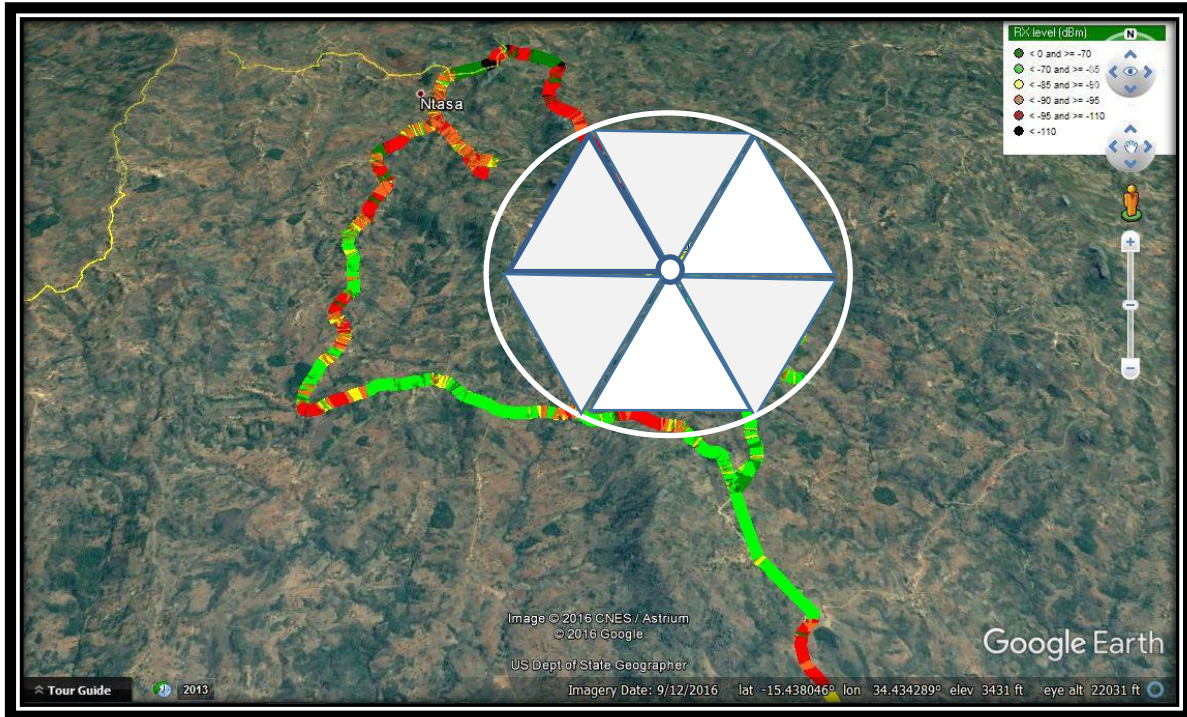 RX level (dBm)
N
< 0 and >= -70
< -70 and >= -85
< -85 and >= -90
< -90 and >= -95
< -95 and >= -110
< -110
Ntasa
Image © 2016 CNES / Astrium
© 2016 Google
US Dept of State Geographer
Google Earth
Tour Guide
2013
Imagery Date: 9/12/2016 lat -15.438046° lon 34.434289° elev 3431 ft eye alt 22031 ft